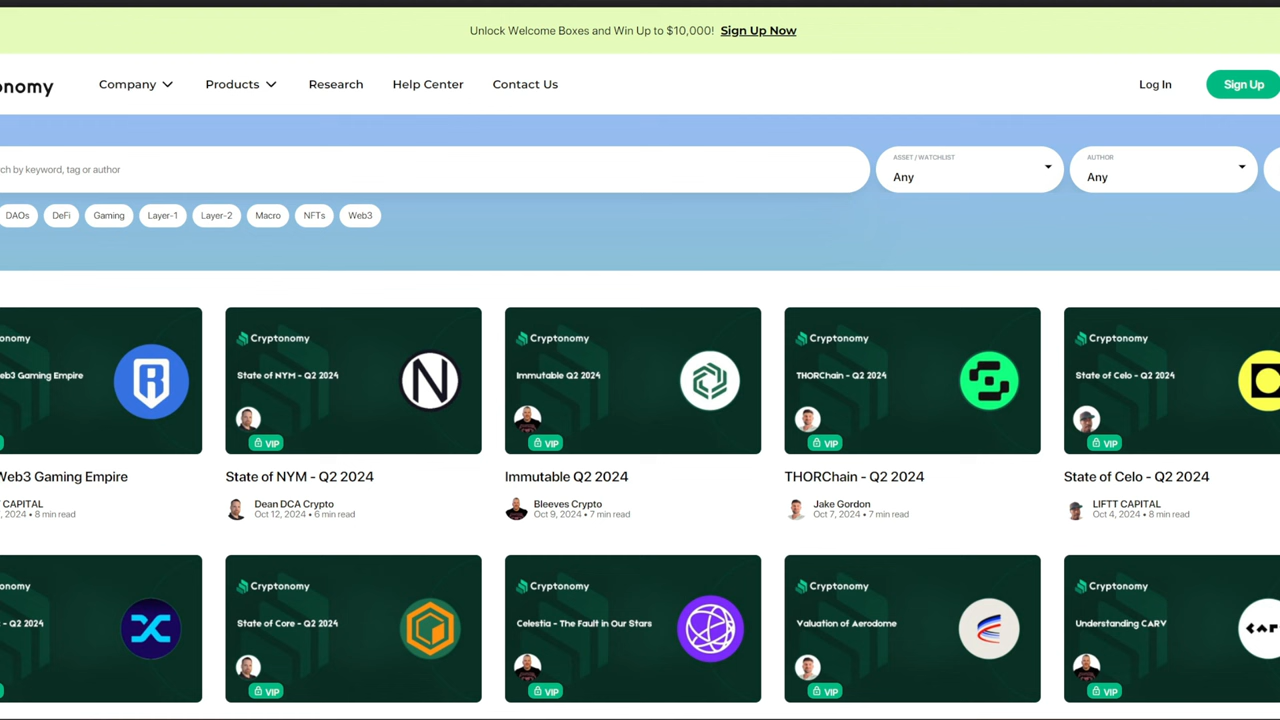 Unlock Welcome Boxes and Win Up to $10,000! Sign Up Now
onomy Company Products Research Help Center Contact Us Log In Sign Up
ch by keyword, tag or author
ASSET / WATCHLIST
Any
AUTHOR
Any
DAOs DeFi Gaming Layer-1 Layer-2 Macro NFTs Web3
onomy
eb3 Gaming Empire
Web3 Gaming Empire
CAPITAL
, 2024 • 8 min read
Cryptonomy
State of NYM - Q2 2024
VIP
State of NYM - Q2 2024
Dean DCA Crypto
Oct 12, 2024 • 6 min read
Cryptonomy
Immutable Q2 2024
VIP
Immutable Q2 2024
Bleeves Crypto
Oct 9, 2024 • 7 min read
Cryptonomy
THORChain - Q2 2024
VIP
THORChain - Q2 2024
Jake Gordon
Oct 7, 2024 • 7 min read
Cryptonomy
State of Celo - Q2 2024
VIP
State of Celo - Q2 2024
LIFTT CAPITAL
Oct 4, 2024 • 8 min read
onomy
- Q2 2024
Cryptonomy
State of Core - Q2 2024
VIP
Cryptonomy
Celestia - The Fault in Our Stars
VIP
Cryptonomy
Valuation of Aerodome
VIP
Cryptonomy
Understanding CARV
VIP